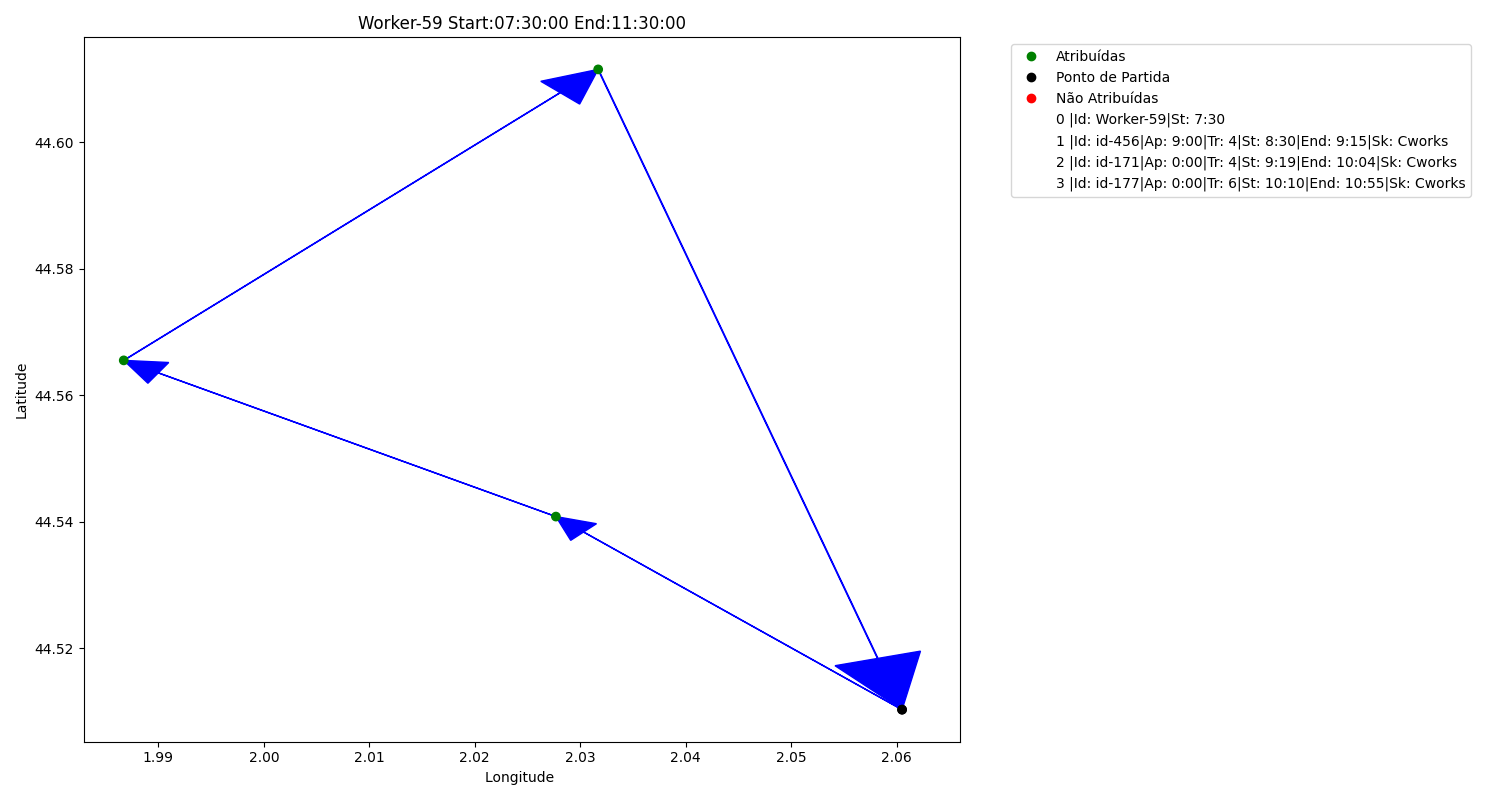 Worker-59 Start:07:30:00 End:11:30:00
Atribuídas
Ponto de Partida
Não Atribuídas
0 |Id: Worker-59|St: 7:30
1 |Id: id-456|Ap: 9:00|Tr: 4|St: 8:30|End: 9:15|Sk: Cworks
2 |Id: id-171|Ap: 0:00|Tr: 4|St: 9:19|End: 10:04|Sk: Cworks
3 |Id: id-177|Ap: 0:00|Tr: 6|St: 10:10|End: 10:55|Sk: Cworks
44.60
44.58
44.56
44.54
44.52
Latitude
1.99 2.00 2.01 2.02 2.03 2.04 2.05 2.06
Longitude